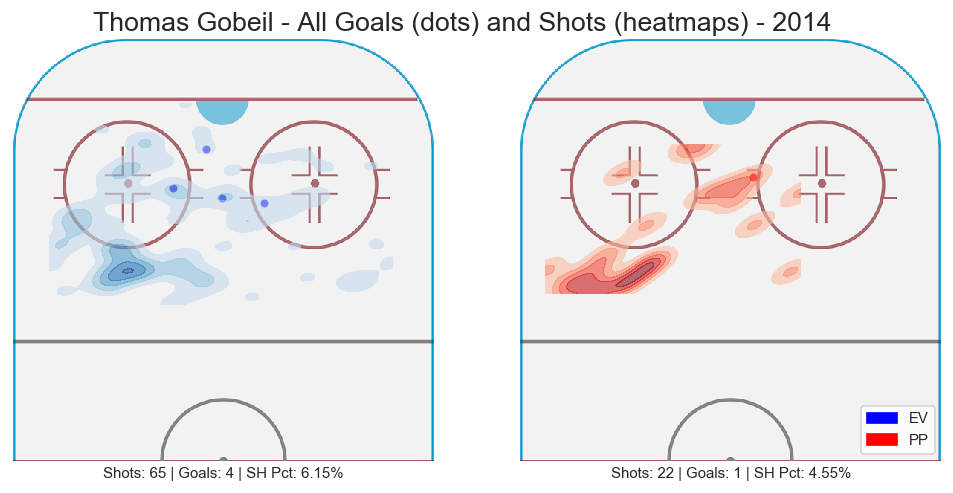 Thomas Gobeil - All Goals (dots) and Shots (heatmaps) - 2014
EV
PP
Shots: 65 | Goals: 4 | SH Pct: 6.15%
Shots: 22 | Goals: 1 | SH Pct: 4.55%